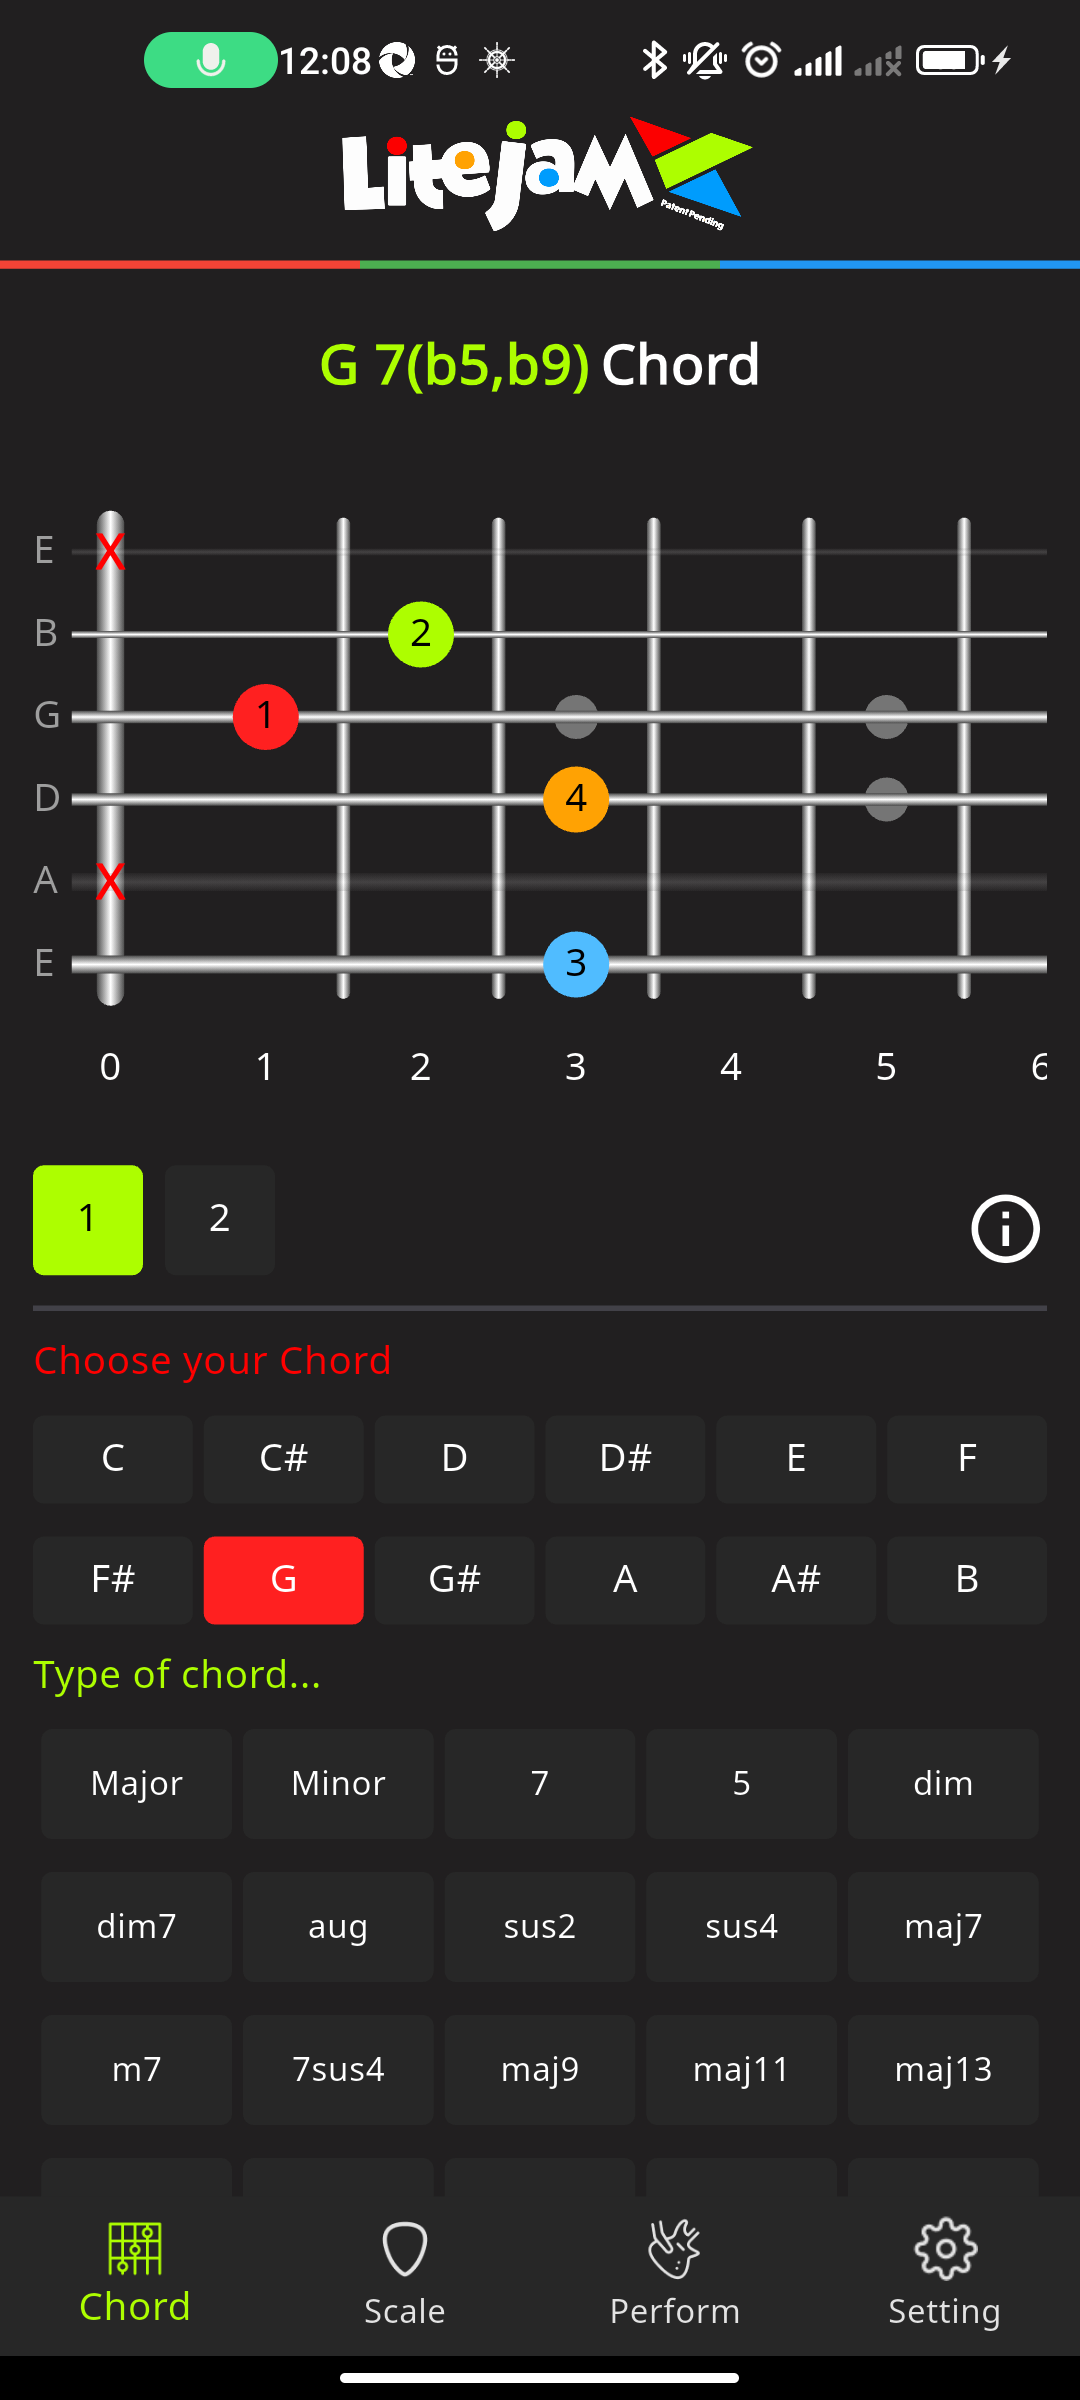 12:08
Litejam
Patent Pending
G 7(b5,b9) Chord
E X
B 2
G 1
D 4
A X
E 3
0 1 2 3 4 5 6
1 2
Choose your Chord
C C# D D# E F
F# G G# A A# B
Type of chord...
Major Minor 7 5 dim
dim7 aug sus2 sus4 maj7
m7 7sus4 maj9 maj11 maj13
Chord Scale Perform Setting